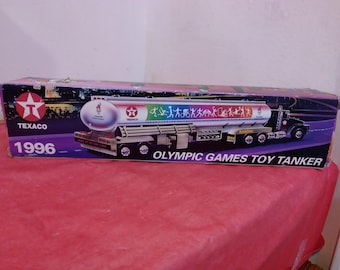 TEXACO
1996
OLYMPIC GAMES TOY TANKER